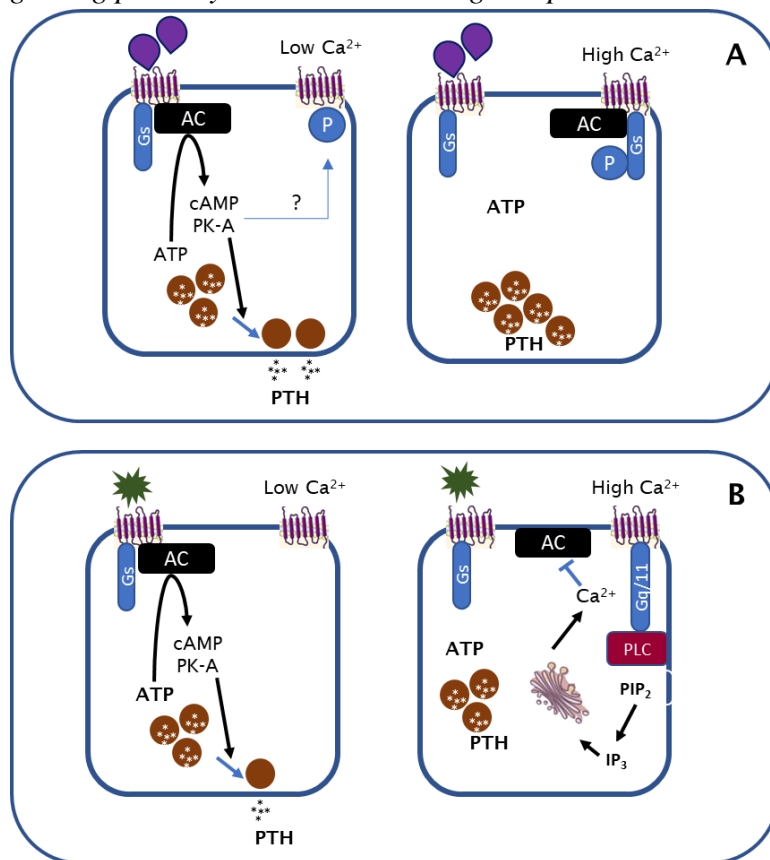 Low Ca²⁺
High Ca²⁺
A
Gs
AC
P
AC
Gs
P
Gs
cAMP
PK-A
?
ATP
ATP
PTH
PTH
Low Ca²⁺
High Ca²⁺
B
Gs
AC
Gs
AC
Ca²⁺
Gq/11
cAMP
PK-A
ATP
ATP
PLC
PIP₂
PTH
IP₃
PTH